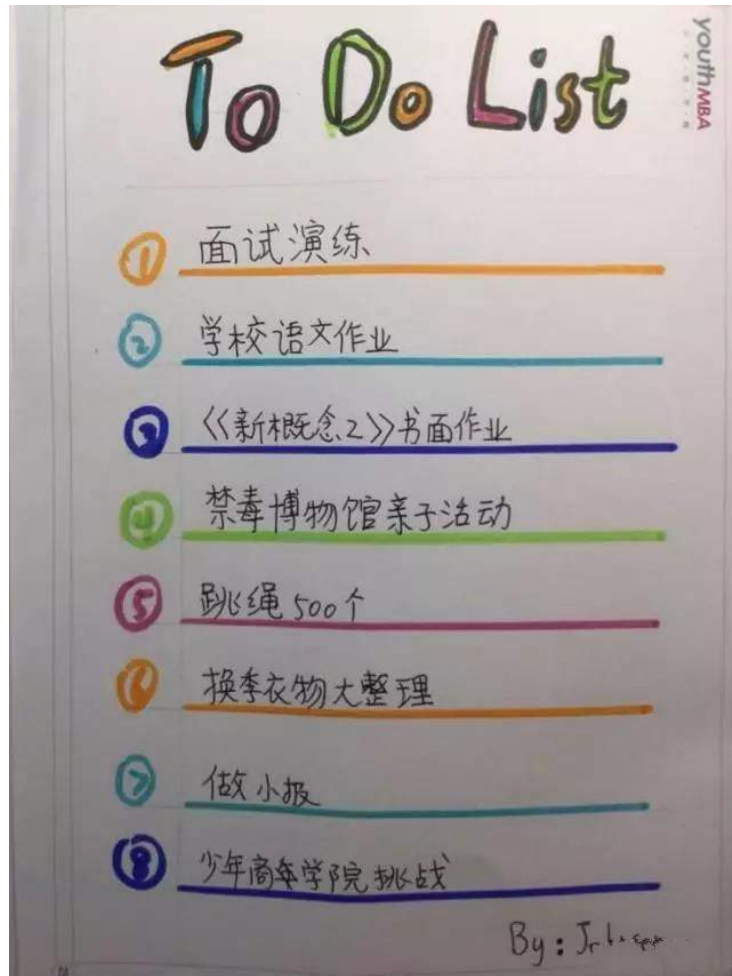 To Do List
youthMBA
1 面试演练
2 学校语文作业
3 《新概念2》书面作业
4 禁毒博物馆亲子活动
5 跳绳500个
6 换季衣物大整理
7 做小报
8 少年商学院挑战
By: